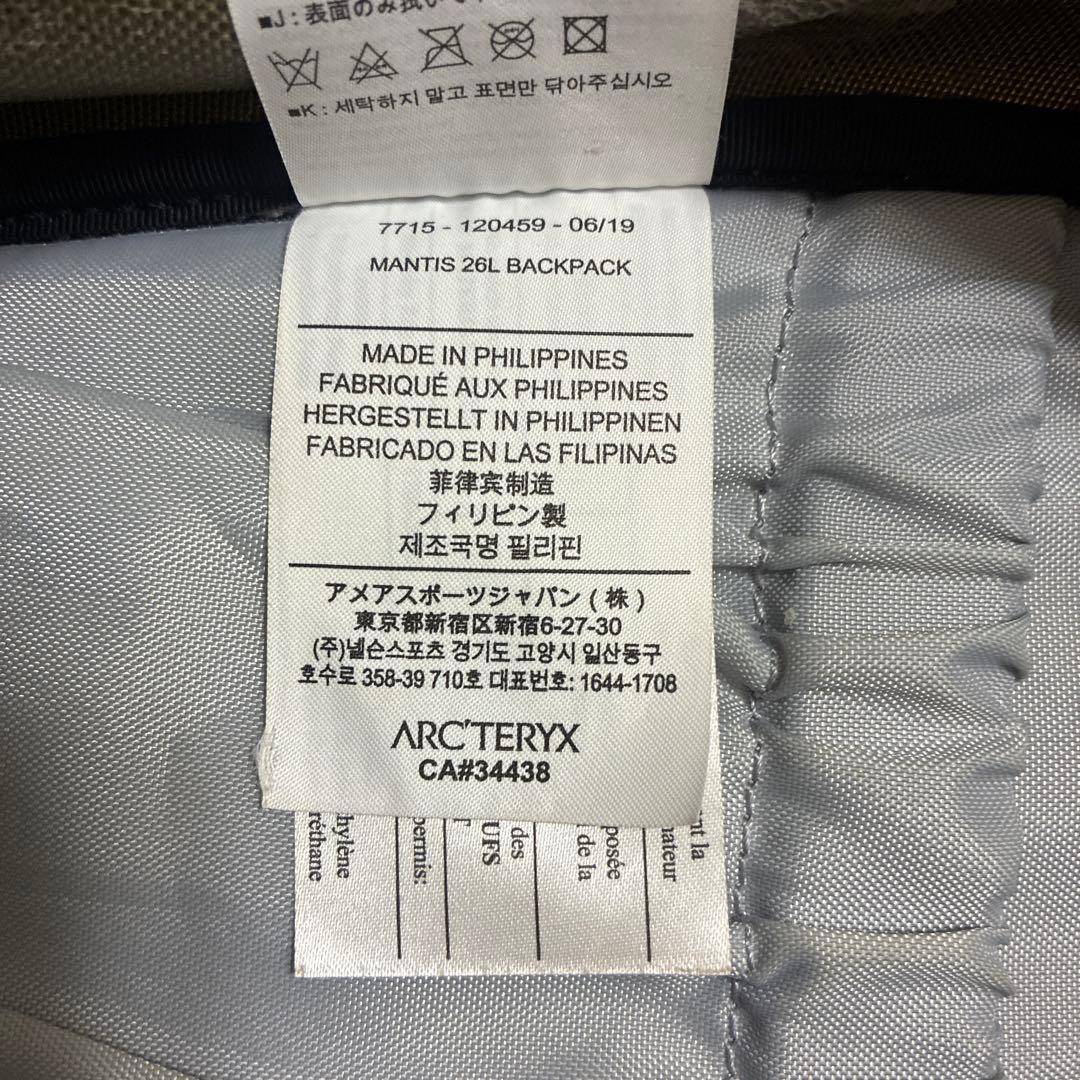 ■J : 表面のみ拭いて
■K : 세탁하지 말고 표면만 닦아주십시오
7715 - 120459 - 06/19
MANTIS 26L BACKPACK
MADE IN PHILIPPINES
FABRIQUÉ AUX PHILIPPINES
HERGESTELLT IN PHILIPPINEN
FABRICADO EN LAS FILIPINAS
菲律宾制造
フィリピン製
제조국명 필리핀
アメアスポーツジャパン ( 株 )
東京都新宿区新宿6-27-30
(주)넬슨스포츠 경기도 고양시 일산동구
호수로 358-39 710호 대표번호: 1644-1708
ARC'TERYX
CA#34438
nt la
nateur
posée
de la
des
UFS
permis:
hylène
réthane